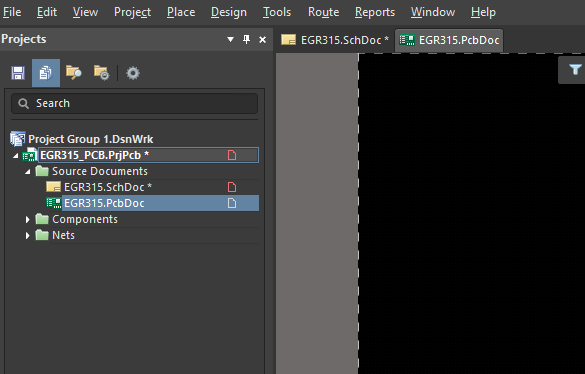 File Edit View Project Place Design Tools Route Reports Window Help
Projects
EGR315.SchDoc * EGR315.PcbDoc
Search
Project Group 1.DsnWrk
EGR315_PCB.PrjPcb *
Source Documents
EGR315.SchDoc *
EGR315.PcbDoc
Components
Nets